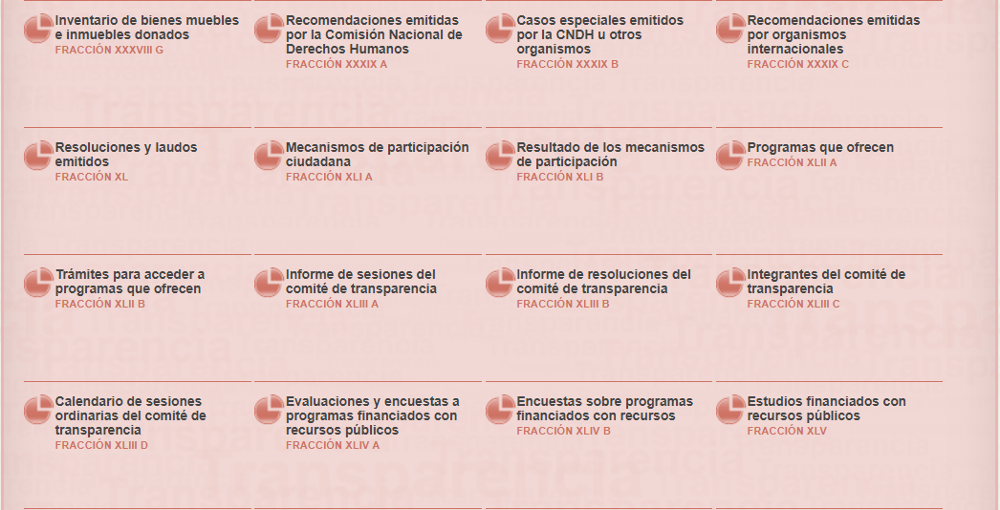 Inventario de bienes muebles
e inmuebles donados
FRACCIÓN XXXVIII G
Recomendaciones emitidas
por la Comisión Nacional de
Derechos Humanos
FRACCIÓN XXXIX A
Casos especiales emitidos
por la CNDH u otros
organismos
FRACCIÓN XXXIX B
Recomendaciones emitidas
por organismos
internacionales
FRACCIÓN XXXIX C
Resoluciones y laudos
emitidos
FRACCIÓN XL
Mecanismos de participación
ciudadana
FRACCIÓN XLI A
Resultado de los mecanismos
de participación
FRACCIÓN XLI B
Programas que ofrecen
FRACCIÓN XLII A
Trámites para acceder a
programas que ofrecen
FRACCIÓN XLII B
Informe de sesiones del
comité de transparencia
FRACCIÓN XLIII A
Informe de resoluciones del
comité de transparencia
FRACCIÓN XLIII B
Integrantes del comité de
transparencia
FRACCIÓN XLIII C
Calendario de sesiones
ordinarias del comité de
transparencia
FRACCIÓN XLIII D
Evaluaciones y encuestas a
programas financiados con
recursos públicos
FRACCIÓN XLIV A
Encuestas sobre programas
financiados con recursos
FRACCIÓN XLIV B
Estudios financiados con
recursos públicos
FRACCIÓN XLV